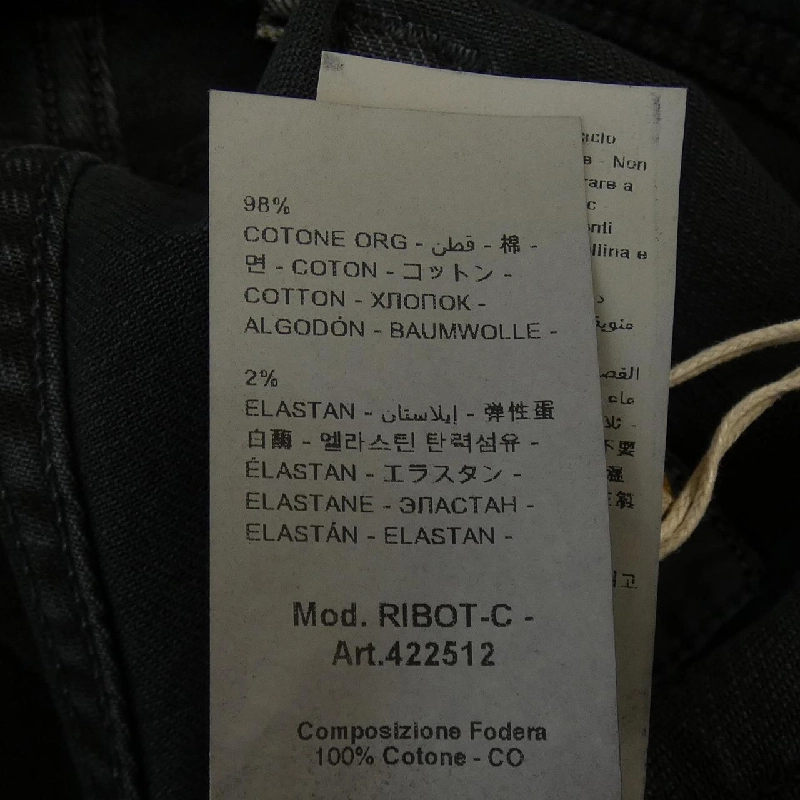 98%
COTONE ORG - قطن - 棉 -
면 - COTON - コットン -
COTTON - ХЛОПОК -
ALGODÓN - BAUMWOLLE -
2%
ELASTAN - إيلاستان - 弹性蛋
白酶 - 엘라스틴 탄력섬유 -
ÉLASTAN - エラスタン -
ELASTANE - ЭЛАСТАН -
ELASTÁN - ELASTAN -
Mod. RIBOT-C -
Art.422512
Composizione Fodera
100% Cotone - CO
- Non